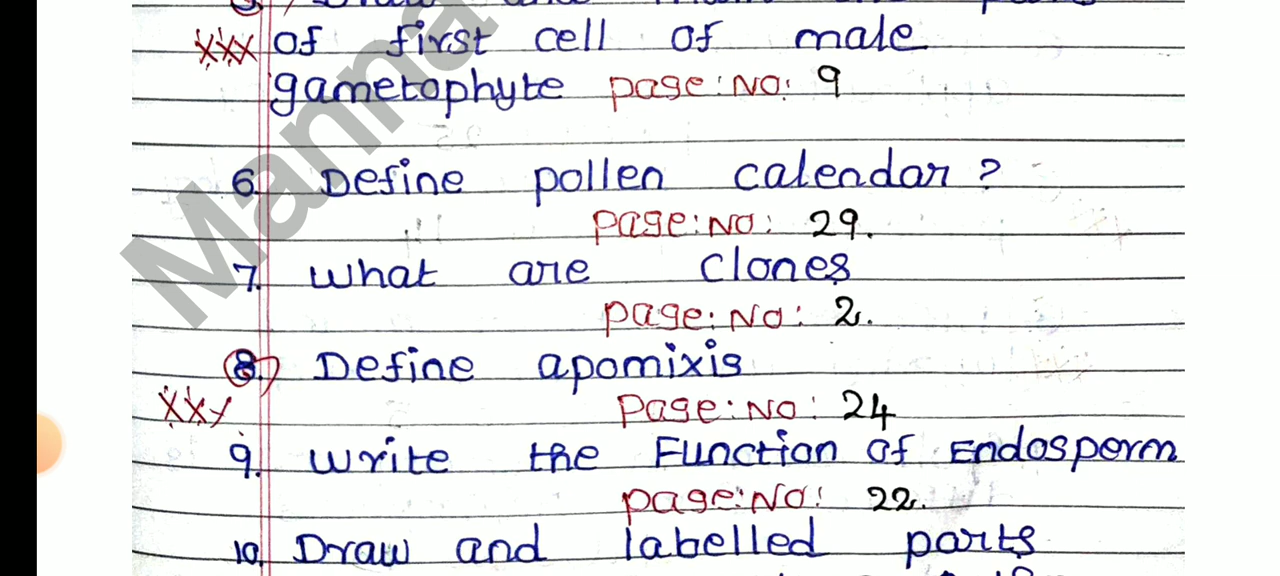 of first cell of male
gametophyte page:No: 9
6. Define pollen calendar?
page:No: 29.
7. what are clones
page:No: 2.
8. Define apomixis
page:No: 24
9. write the Function of Endosperm
page:No: 22.
10. Draw and labelled parts
Manna